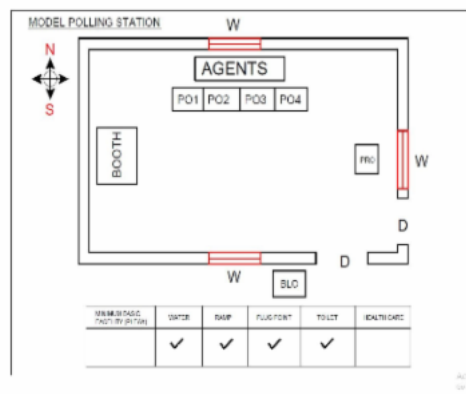 MODEL POLLING STATION
W
N
S
AGENTS
PO1 PO2 PO3 PO4
BOOTH
PRO
W
D
D
W
BLO
WATER RAMP PLUG POINT TOILET HEALTH CARE